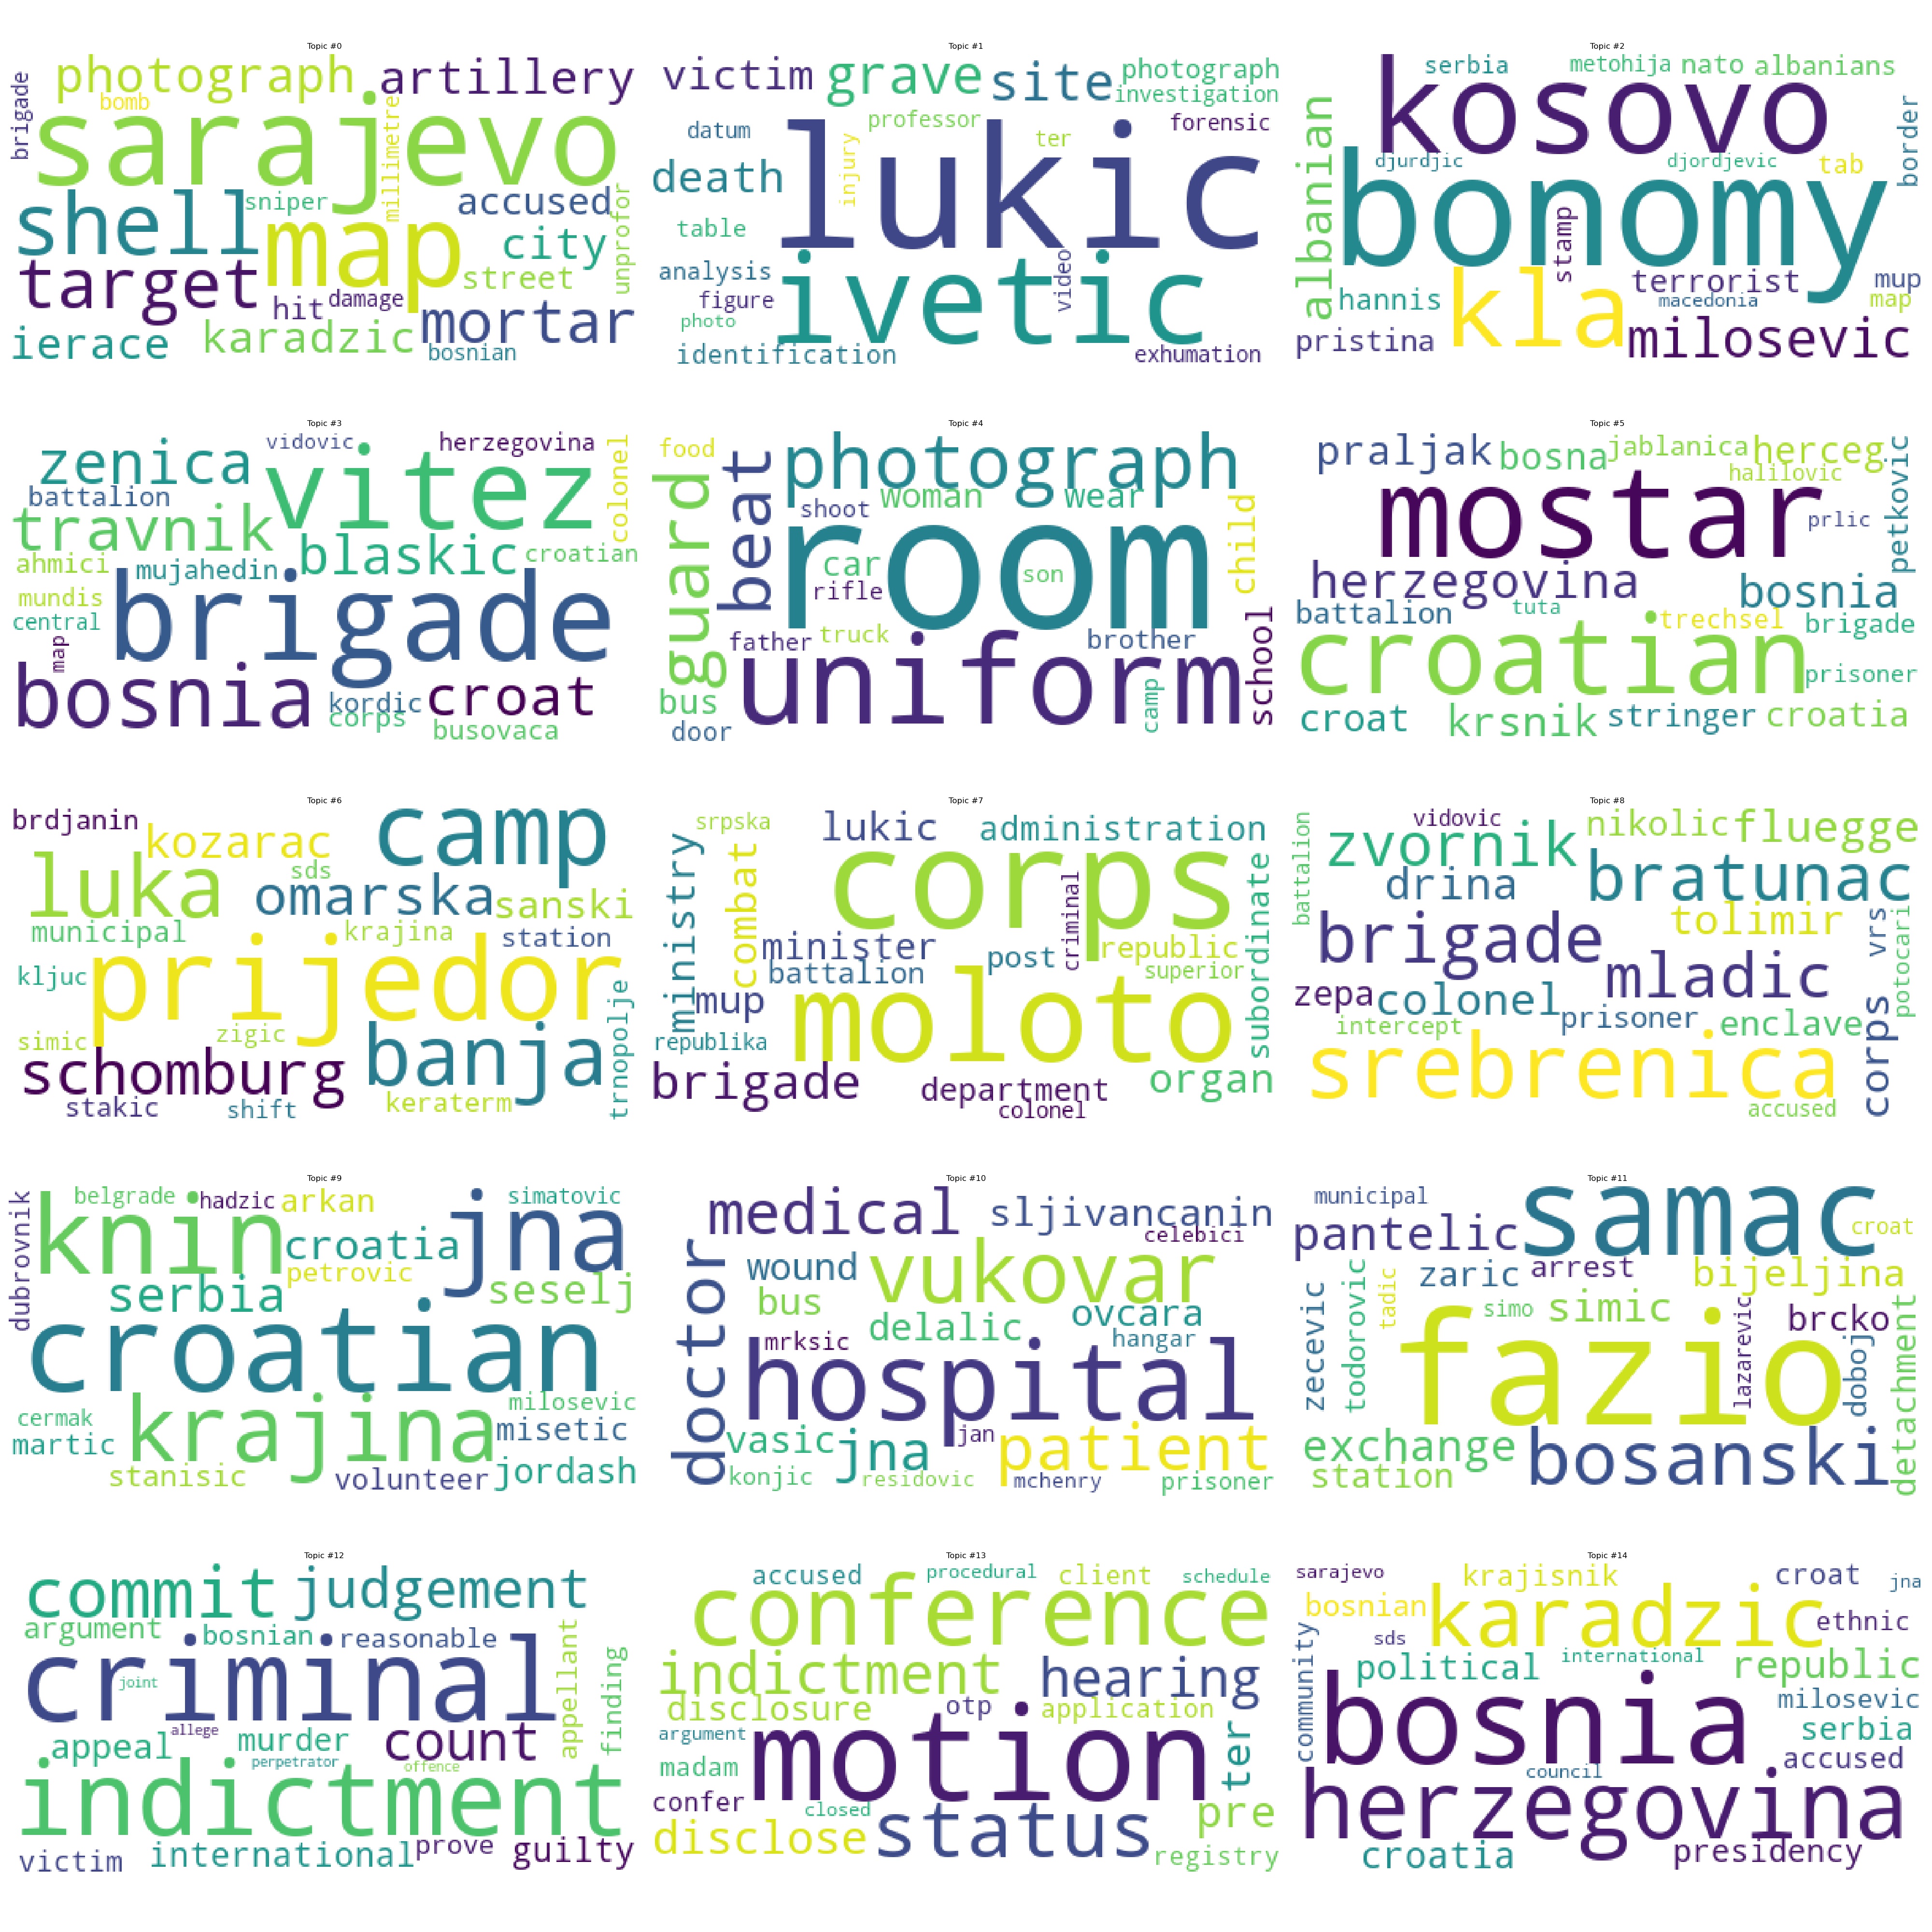 Topic #0
photograph
artillery
brigade
bomb
sarajevo
millimetre
shell
sniper
accused
map
city
unprofor
target
street
hit
damage
mortar
ierace
karadzic
bosnian
Topic #1
victim
grave
site
photograph
investigation
datum
professor
forensic
injury
ter
death
lukic
table
analysis
ivetic
video
figure
photo
identification
exhumation
Topic #2
serbia
metohija
nato
albanians
kosovo
border
albanian
djurdjic
djordjevic
tab
bonomy
stamp
terrorist
mup
hannis
kla
macedonia
map
pristina
milosevic
Topic #3
zenica
vidovic
herzegovina
colonel
battalion
vitez
travnik
blaskic
croatian
ahmici
mujahedin
mundis
brigade
central
map
bosnia
kordic
croat
corps
busovaca
Topic #4
food
beat
photograph
guard
shoot
woman
wear
child
room
car
son
rifle
father
truck
brother
school
uniform
bus
camp
door
Topic #5
praljak
bosna
jablanica
herceg
halilovic
petkovic
mostar
prlic
herzegovina
bosnia
battalion
tuta
trechsel
brigade
croatian
prisoner
croat
krsnik
stringer
croatia
Topic #6
brdjanin
kozarac
camp
luka
sds
omarska
sanski
municipal
krajina
station
kljuc
prijedor
trnopolje
simic
zigic
schomburg
banja
stakic
shift
keraterm
Topic #7
srpska
lukic
administration
ministry
combat
corps
criminal
subordinate
minister
post
republic
battalion
superior
mup
moloto
republika
brigade
department
organ
colonel
Topic #8
battalion
vidovic
nikolic
fluegge
zvornik
drina
bratunac
tolimir
vrs
potocari
brigade
mladic
zepa
colonel
intercept
prisoner
enclave
corps
srebrenica
accused
Topic #9
dubrovnik
belgrade
hadzic
arkan
simatovic
knin
jna
croatia
petrovic
serbia
seselj
croatian
cermak
milosevic
martic
krajina
misetic
stanisic
volunteer
jordash
Topic #10
medical
sljivancanin
celebici
doctor
wound
vukovar
bus
ovcara
delalic
mrksic
hangar
hospital
vasic
jna
jan
patient
konjic
residovic
mchenry
prisoner
Topic #11
municipal
samac
pantelic
croat
zaric
arrest
bijeljina
zecevic
todorovic
tadic
simo
simic
lazarevic
brcko
doboj
detachment
fazio
exchange
bosanski
station
Topic #12
commit
judgement
argument
bosnian
reasonable
appellant
finding
criminal
joint
allege
appeal
murder
count
perpetrator
offence
indictment
victim
international
prove
guilty
Topic #13
accused
procedural
client
schedule
conference
indictment
hearing
disclosure
otp
application
argument
motion
ter
madam
confer
closed
pre
disclose
status
registry
Topic #14
sarajevo
krajisnik
croat
jna
bosnian
karadzic
ethnic
community
sds
political
international
republic
bosnia
milosevic
serbia
council
accused
herzegovina
croatia
presidency